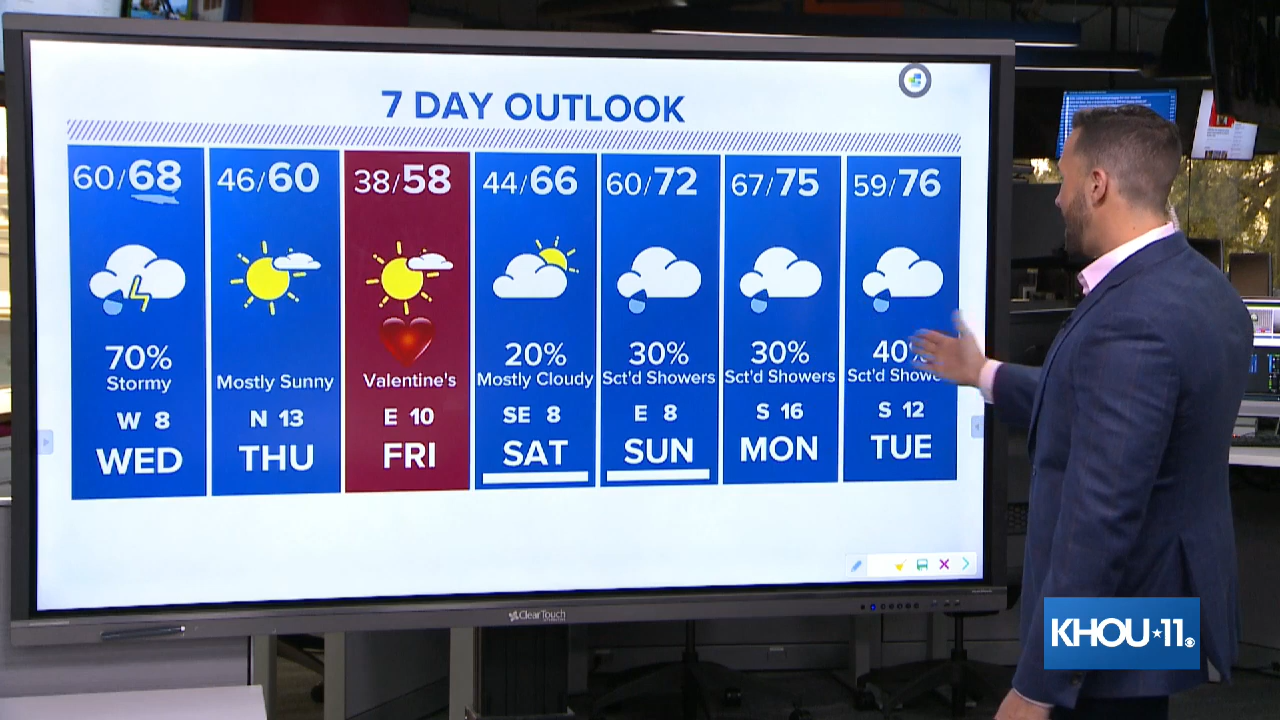 7 DAY OUTLOOK
60/68 46/60 38/58 44/66 60/72 67/75 59/76
70% 20% 30% 30% 40%
Stormy Mostly Sunny Valentine's Mostly Cloudy Sct'd Showers Sct'd Showers Sct'd Showe
W 8 N 13 E 10 SE 8 E 8 S 16 S 12
WED THU FRI SAT SUN MON TUE
ClearTouch
KHOU★11